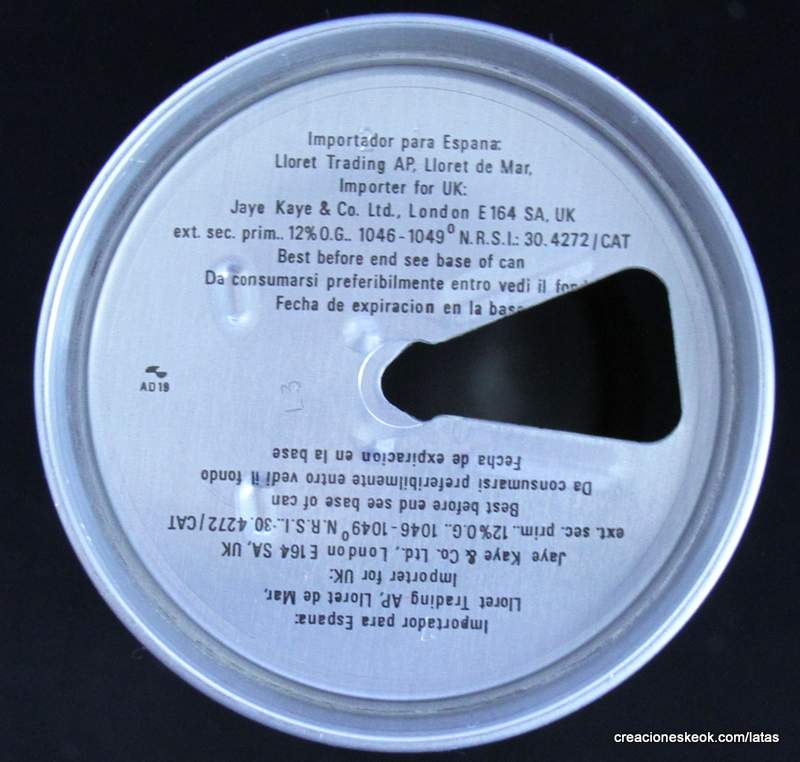 Importador para Espana:
Lloret Trading AP, Lloret de Mar,
Importer for UK:
Jaye Kaye & Co. Ltd., London E164 SA, UK
ext. sec. prim.. 12%O.G.. 1046-1049⁰ N.R.S.I.: 30.4272/CAT
Best before end see base of can
Da consumarsi preferibilmente entro vedi il
Fecha de expiracion en la base
AD19
L3
Fecha de expiracion en la base
Da consumarsi preferibilmente entro vedi il fondo
Best before end see base of can
ext. sec. prim.. 12%O.G.. 1046-1049⁰ N.R.S.I.: 30.4272/CAT
Jaye Kaye & Co. Ltd., London E164 SA, UK
Importer for UK:
Lloret Trading AP, Lloret de Mar,
Importador para Espana:
creacioneskeok.com/latas